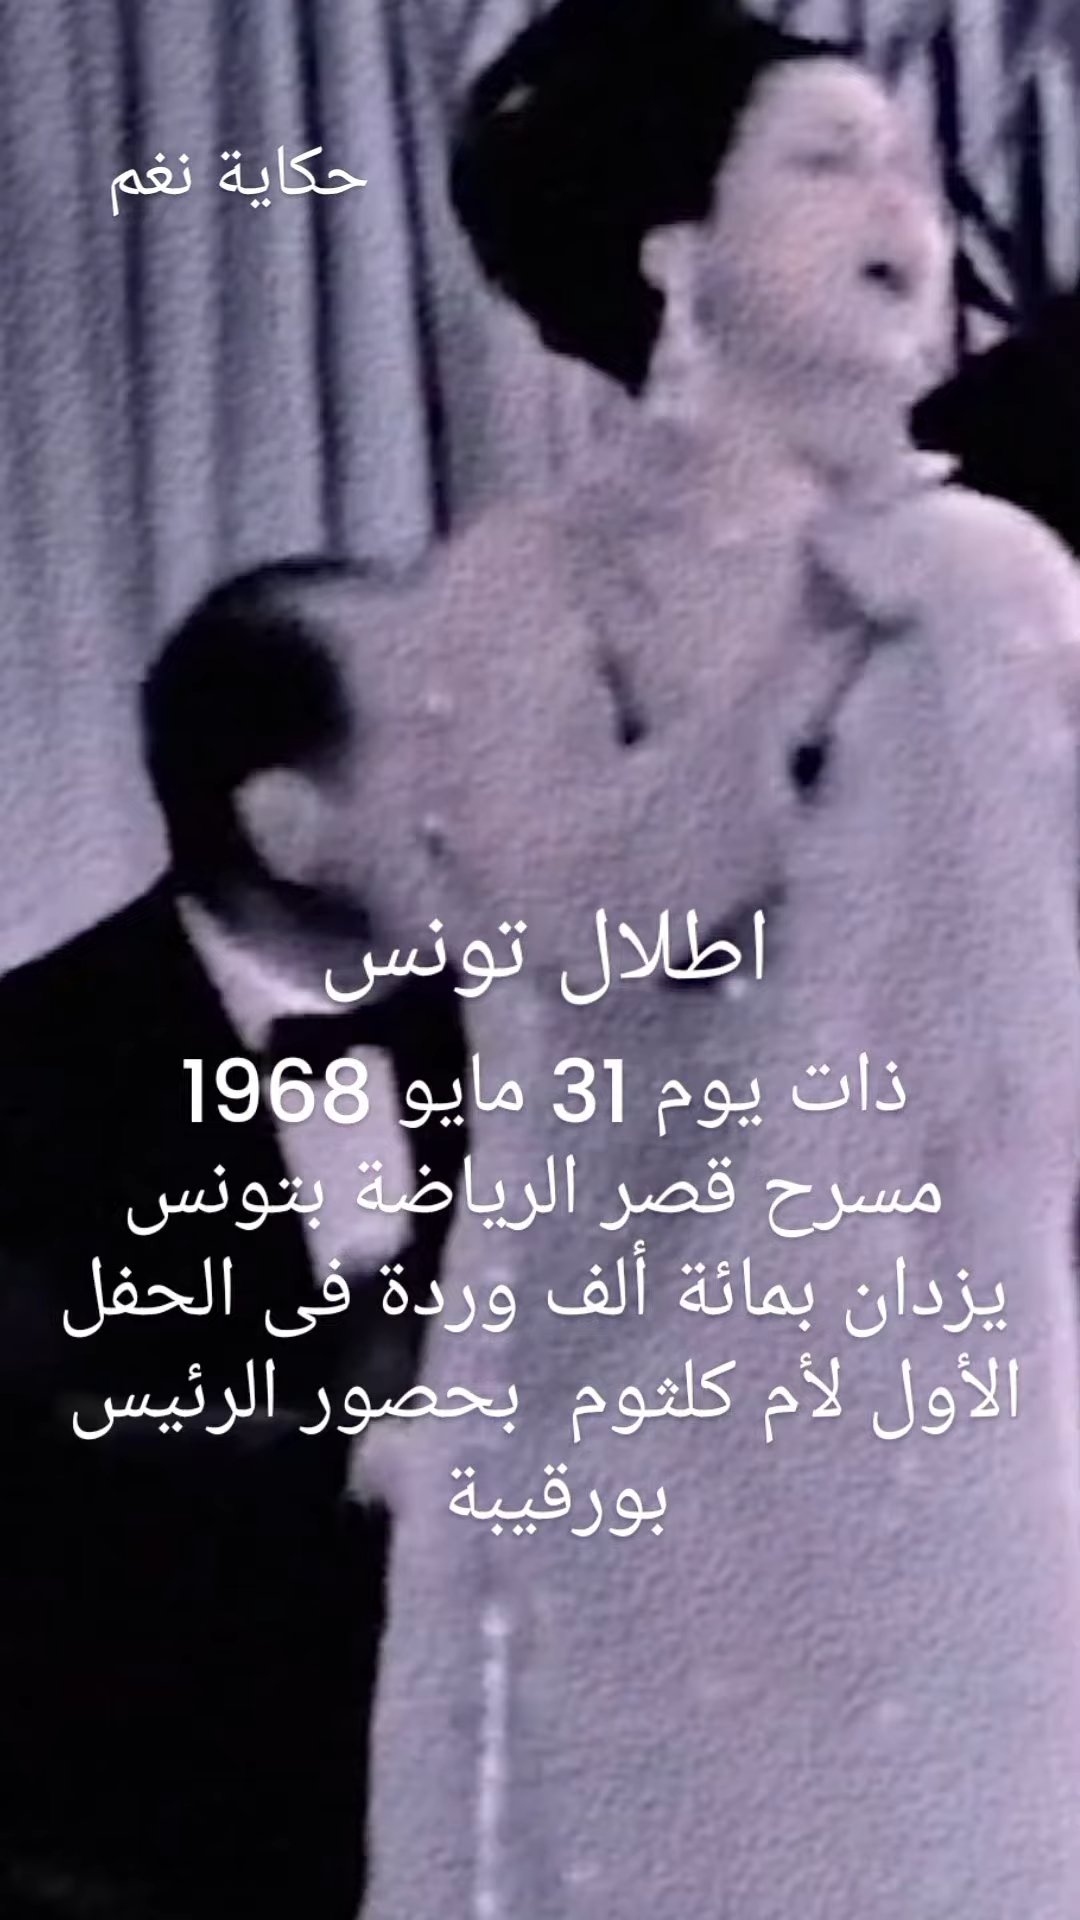 حكاية نغم
اطلال تونس
ذات يوم 31 مايو 1968
مسرح قصر الرياضة بتونس
يزدان بمائة ألف وردة فى الحفل
الأول لأم كلثوم بحصور الرئيس
بورقيبة